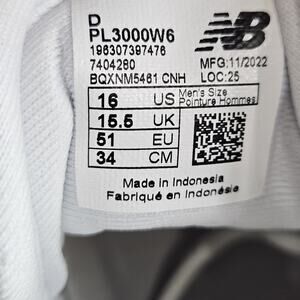 D
PL3000W6
196307397476
7404260
BQXNM5461 CNH
NB
MFG:11/2022
LOC:25
16 US Men's Size
Pointure Hommes
15.5 UK
51 EU
34 CM
Made in Indonesia
Fabriqué en Indonésie